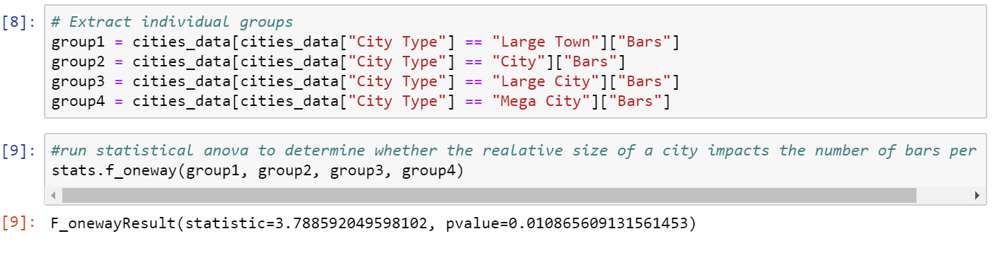 [8]: # Extract individual groups
group1 = cities_data[cities_data["City Type"] == "Large Town"]["Bars"]
group2 = cities_data[cities_data["City Type"] == "City"]["Bars"]
group3 = cities_data[cities_data["City Type"] == "Large City"]["Bars"]
group4 = cities_data[cities_data["City Type"] == "Mega City"]["Bars"]
[9]: #run statistical anova to determine whether the realative size of a city impacts the number of bars per
stats.f_oneway(group1, group2, group3, group4)
[9]: F_onewayResult(statistic=3.788592049598102, pvalue=0.010865609131561453)